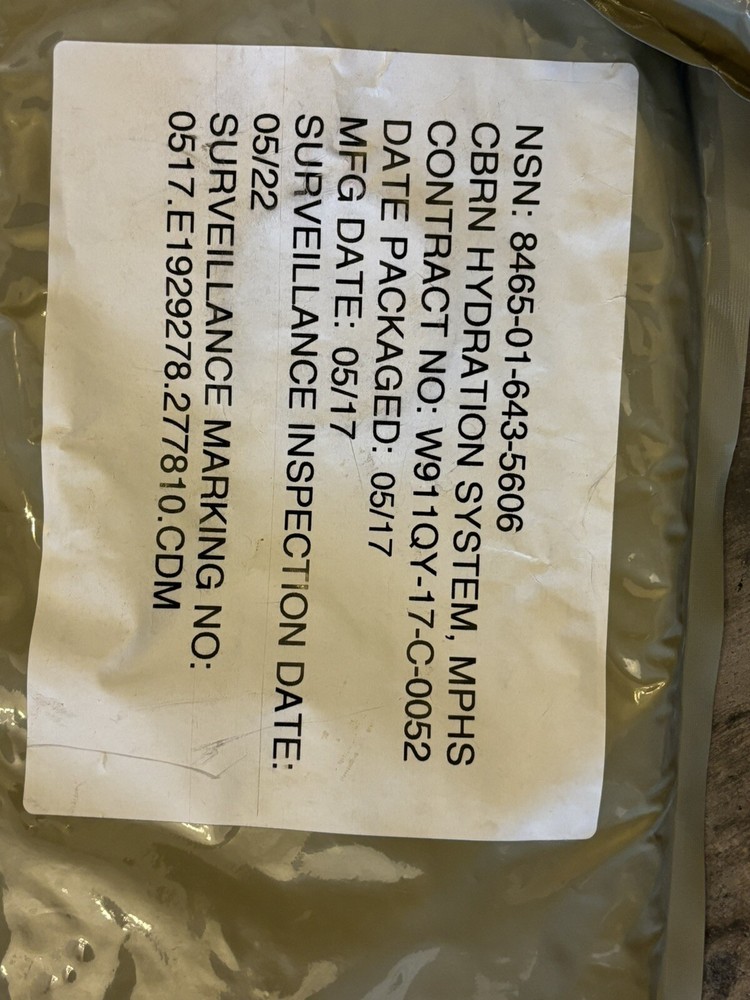 NSN: 8465-01-643-5606
CBRN HYDRATION SYSTEM, MPHS
CONTRACT NO: W911QY-17-C-0052
DATE PACKAGED: 05/17
MFG DATE: 05/17
SURVEILLANCE INSPECTION DATE:
05/22
SURVEILLANCE MARKING NO:
0517.E1929278.277810.CDM